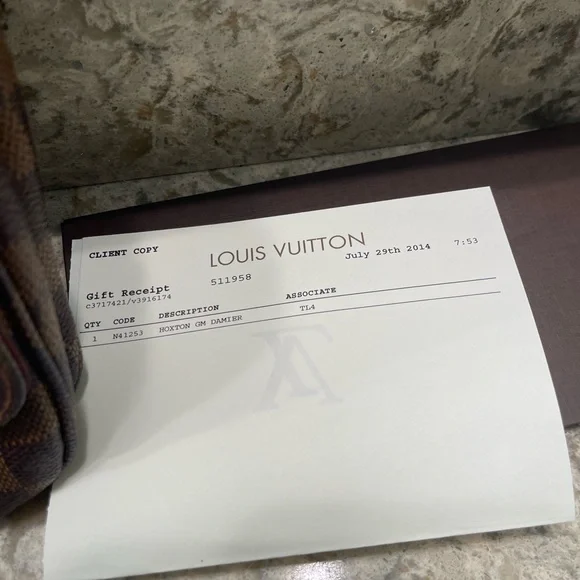 CLIENT COPY
LOUIS VUITTON
July 29th 2014 7:53
511958
Gift Receipt
c3717421/v3916174
QTY CODE DESCRIPTION ASSOCIATE
1 N41253 HOXTON GM DAMIER TL4